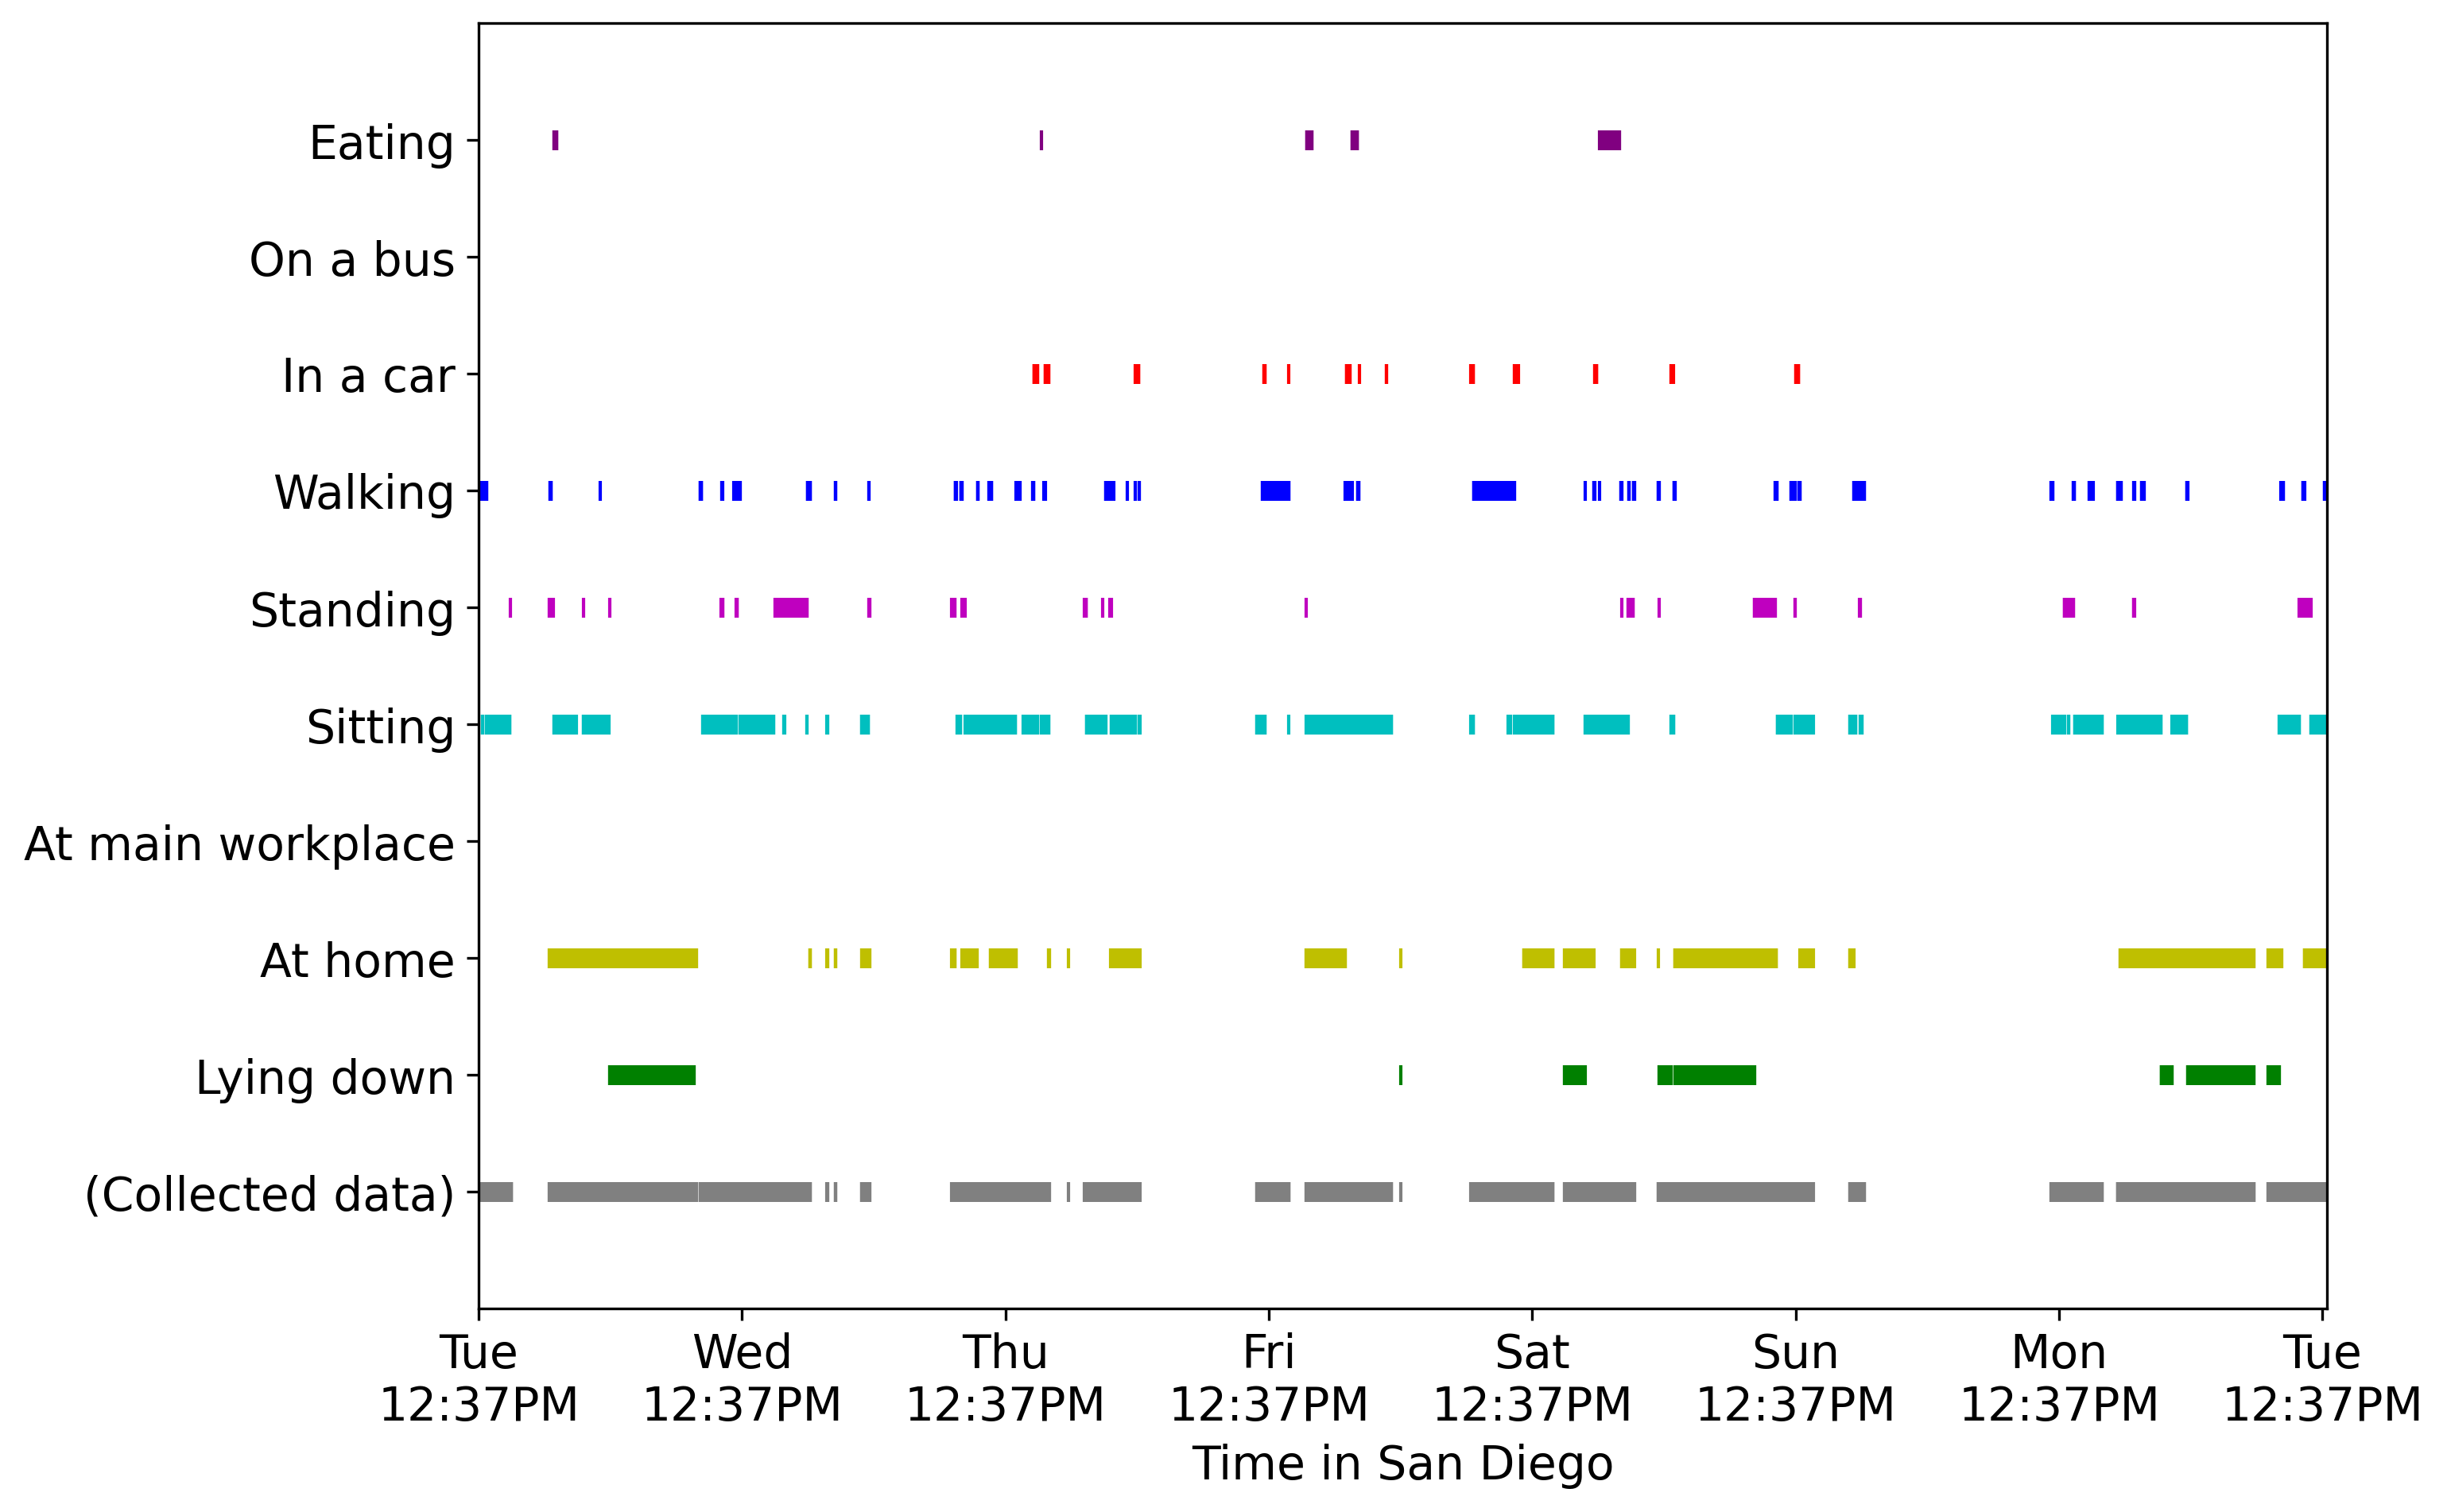 Eating
On a bus
In a car
Walking
Standing
Sitting
At main workplace
At home
Lying down
(Collected data)
Tue Wed Thu Fri Sat Sun Mon Tue
12:37PM 12:37PM 12:37PM 12:37PM 12:37PM 12:37PM 12:37PM 12:37PM
Time in San Diego